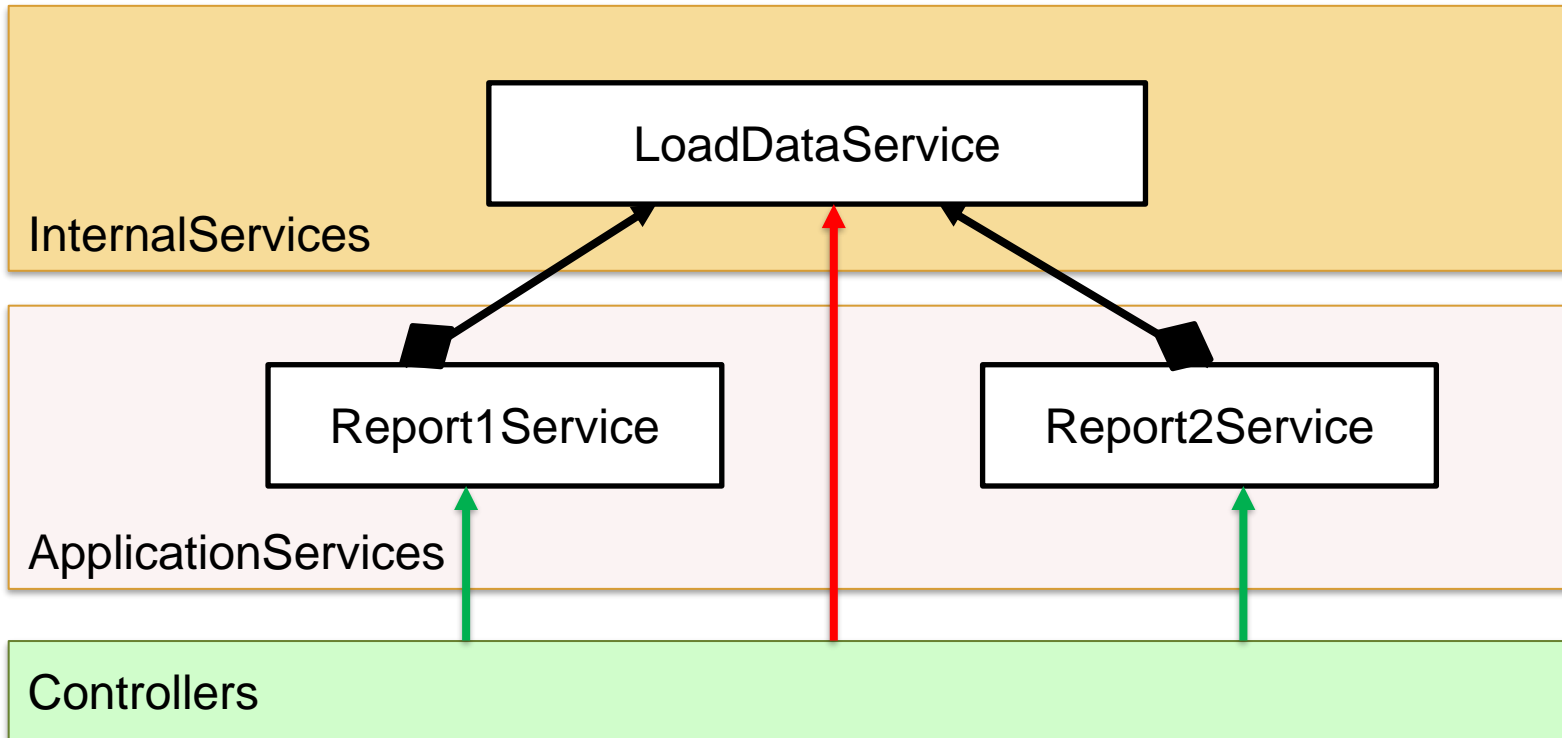 LoadDataService
InternalServices
Report1Service
Report2Service
ApplicationServices
Controllers